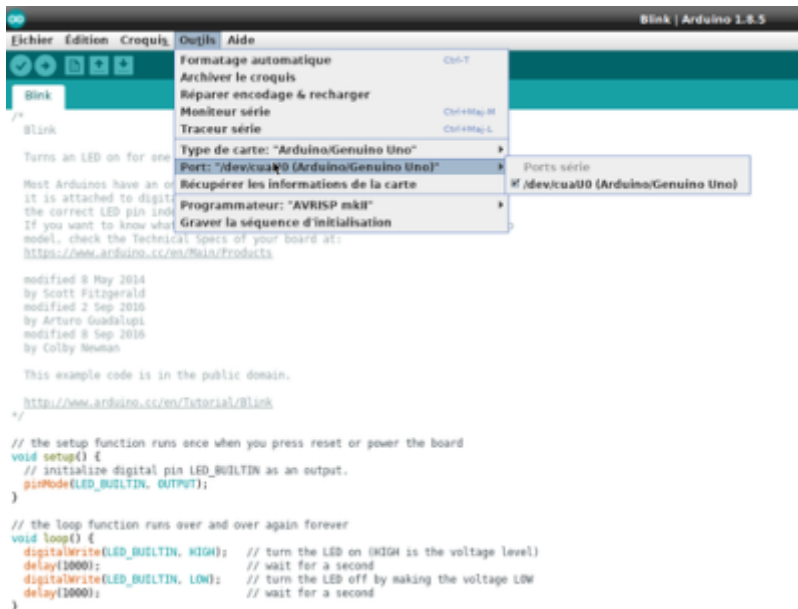 Blink | Arduino 1.8.5
Fichier Édition Croquis Outils Aide
Blink
Formatage automatique Ctrl-T
Archiver le croquis
Réparer encodage & recharger
Moniteur série Ctrl+Maj-M
Traceur série Ctrl+Maj-L
Type de carte: "Arduino/Genuino Uno"
Port: "/dev/cuaU0 (Arduino/Genuino Uno)"
Récupérer les informations de la carte
Programmateur: "AVRISP mkII"
Graver la séquence d'initialisation
Ports série
/dev/cuaU0 (Arduino/Genuino Uno)
/*
Blink
Turns an LED on for one
Most Arduinos have an
it is attached to
the correct LED pin
If you want to know
model, check the Technical Specs of your board at:
https://www.arduino.cc/en/Main/Products
modified 8 May 2014
by Scott Fitzgerald
modified 2 Sep 2016
by Arturo Guadalupi
modified 8 Sep 2016
by Colby Newman
This example code is in the public domain.
http://www.arduino.cc/en/Tutorial/Blink
*/
// the setup function runs once when you press reset or power the board
void setup() {
// initialize digital pin LED_BUILTIN as an output.
pinMode(LED_BUILTIN, OUTPUT);
}
// the loop function runs over and over again forever
void loop() {
digitalWrite(LED_BUILTIN, HIGH); // turn the LED on (HIGH is the voltage level)
delay(1000); // wait for a second
digitalWrite(LED_BUILTIN, LOW); // turn the LED off by making the voltage LOW
delay(1000); // wait for a second
}